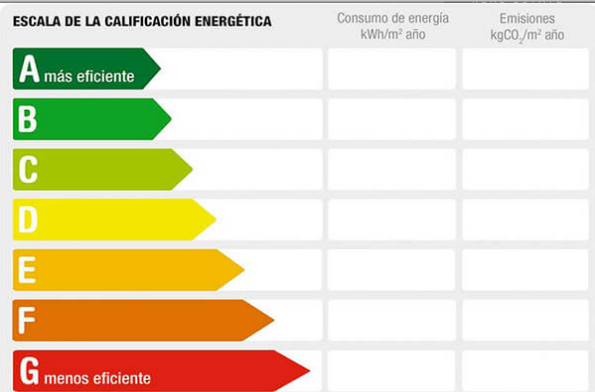 ESCALA DE LA CALIFICACIÓN ENERGÉTICA
Consumo de energía
kWh/m² año
Emisiones
kgCO₂/m² año
A más eficiente
B
C
D
E
F
G menos eficiente